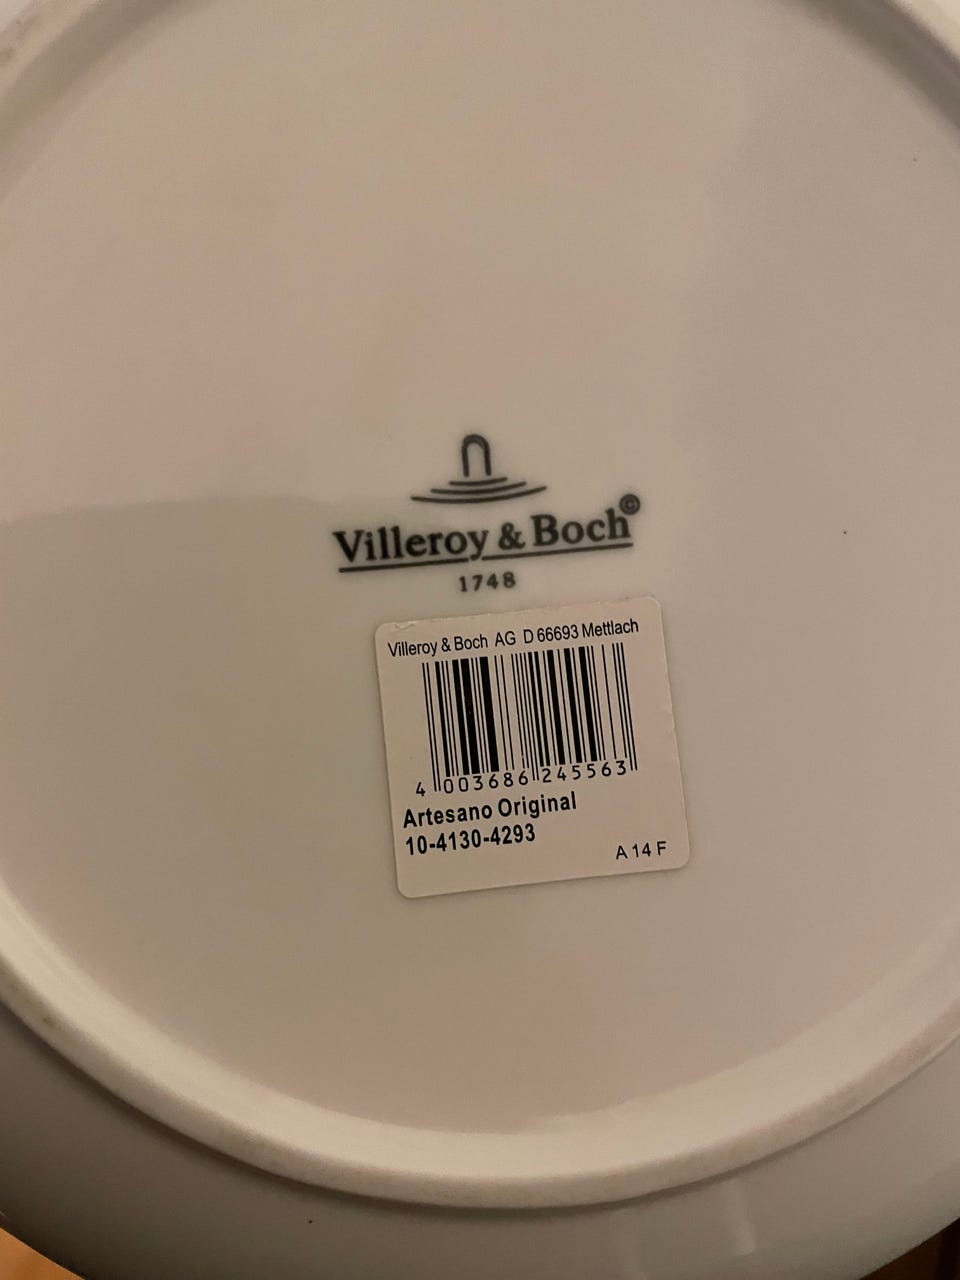 Villeroy & Boch©
1748
Villeroy & Boch AG D 66693 Mettlach
4 003686 245563
Artesano Original
10-4130-4293
A 14 F